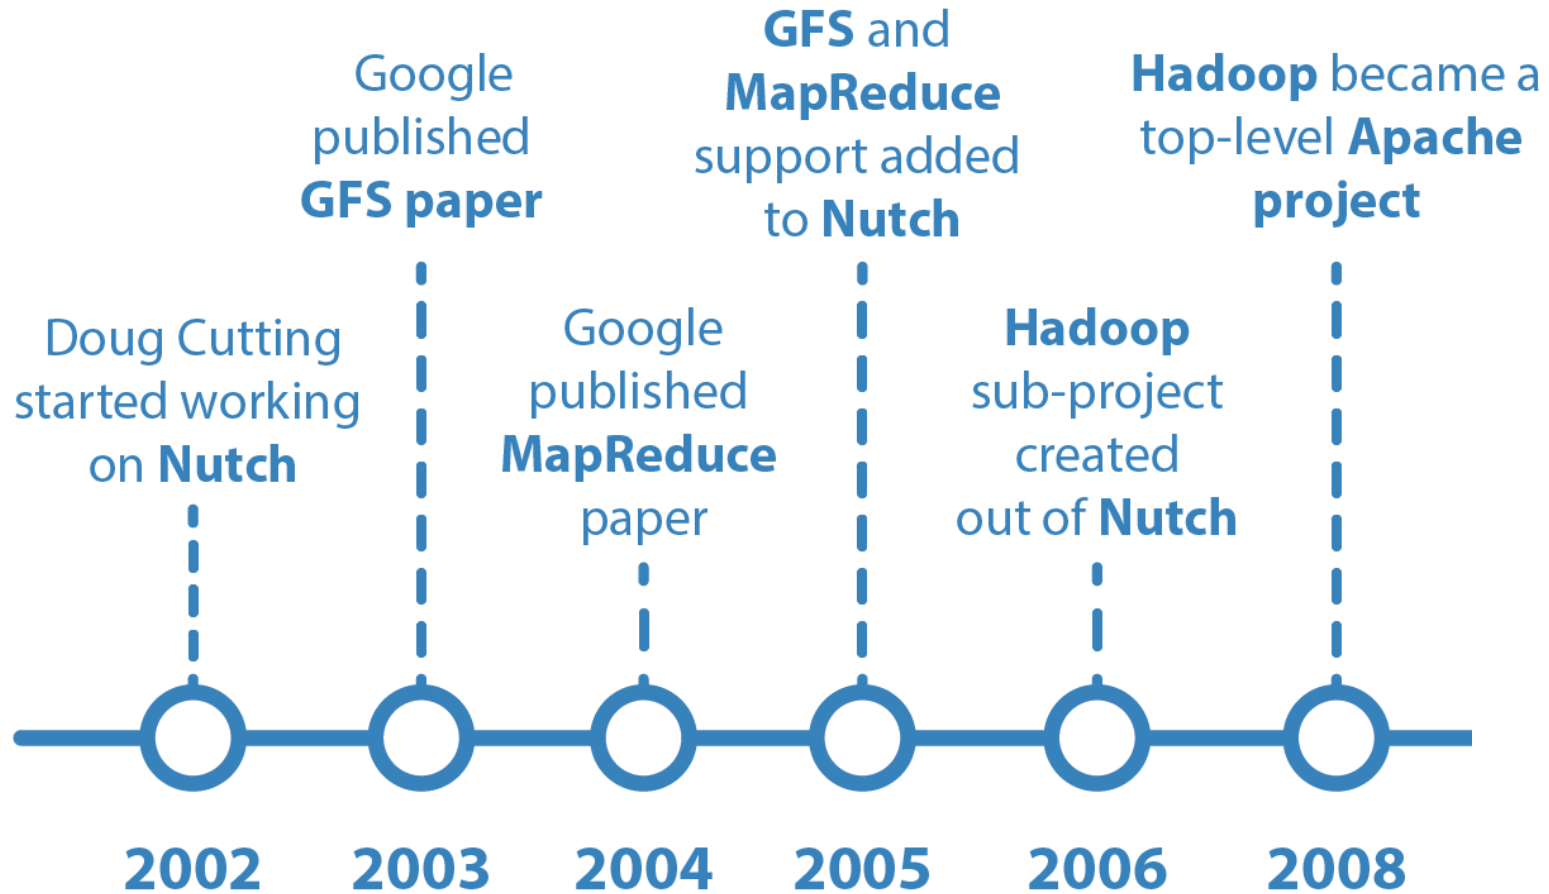 Doug Cutting
started working
on Nutch
Google
published
GFS paper
Google
published
MapReduce
paper
GFS and
MapReduce
support added
to Nutch
Hadoop
sub-project
created
out of Nutch
Hadoop became a
top-level Apache
project
2002
2003
2004
2005
2006
2008